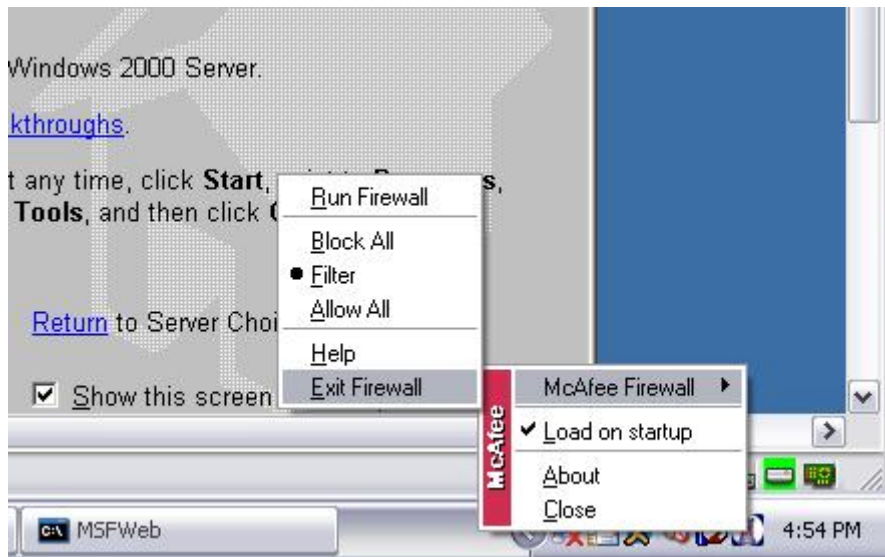 Windows 2000 Server.
kthroughs.
t any time, click Start,
s,
Tools, and then click
Return to Server Choi
Show this screen
Run Firewall
Block All
Filter
Allow All
Help
Exit Firewall
McAfee
McAfee Firewall
Load on startup
About
Close
MSFWeb
4:54 PM